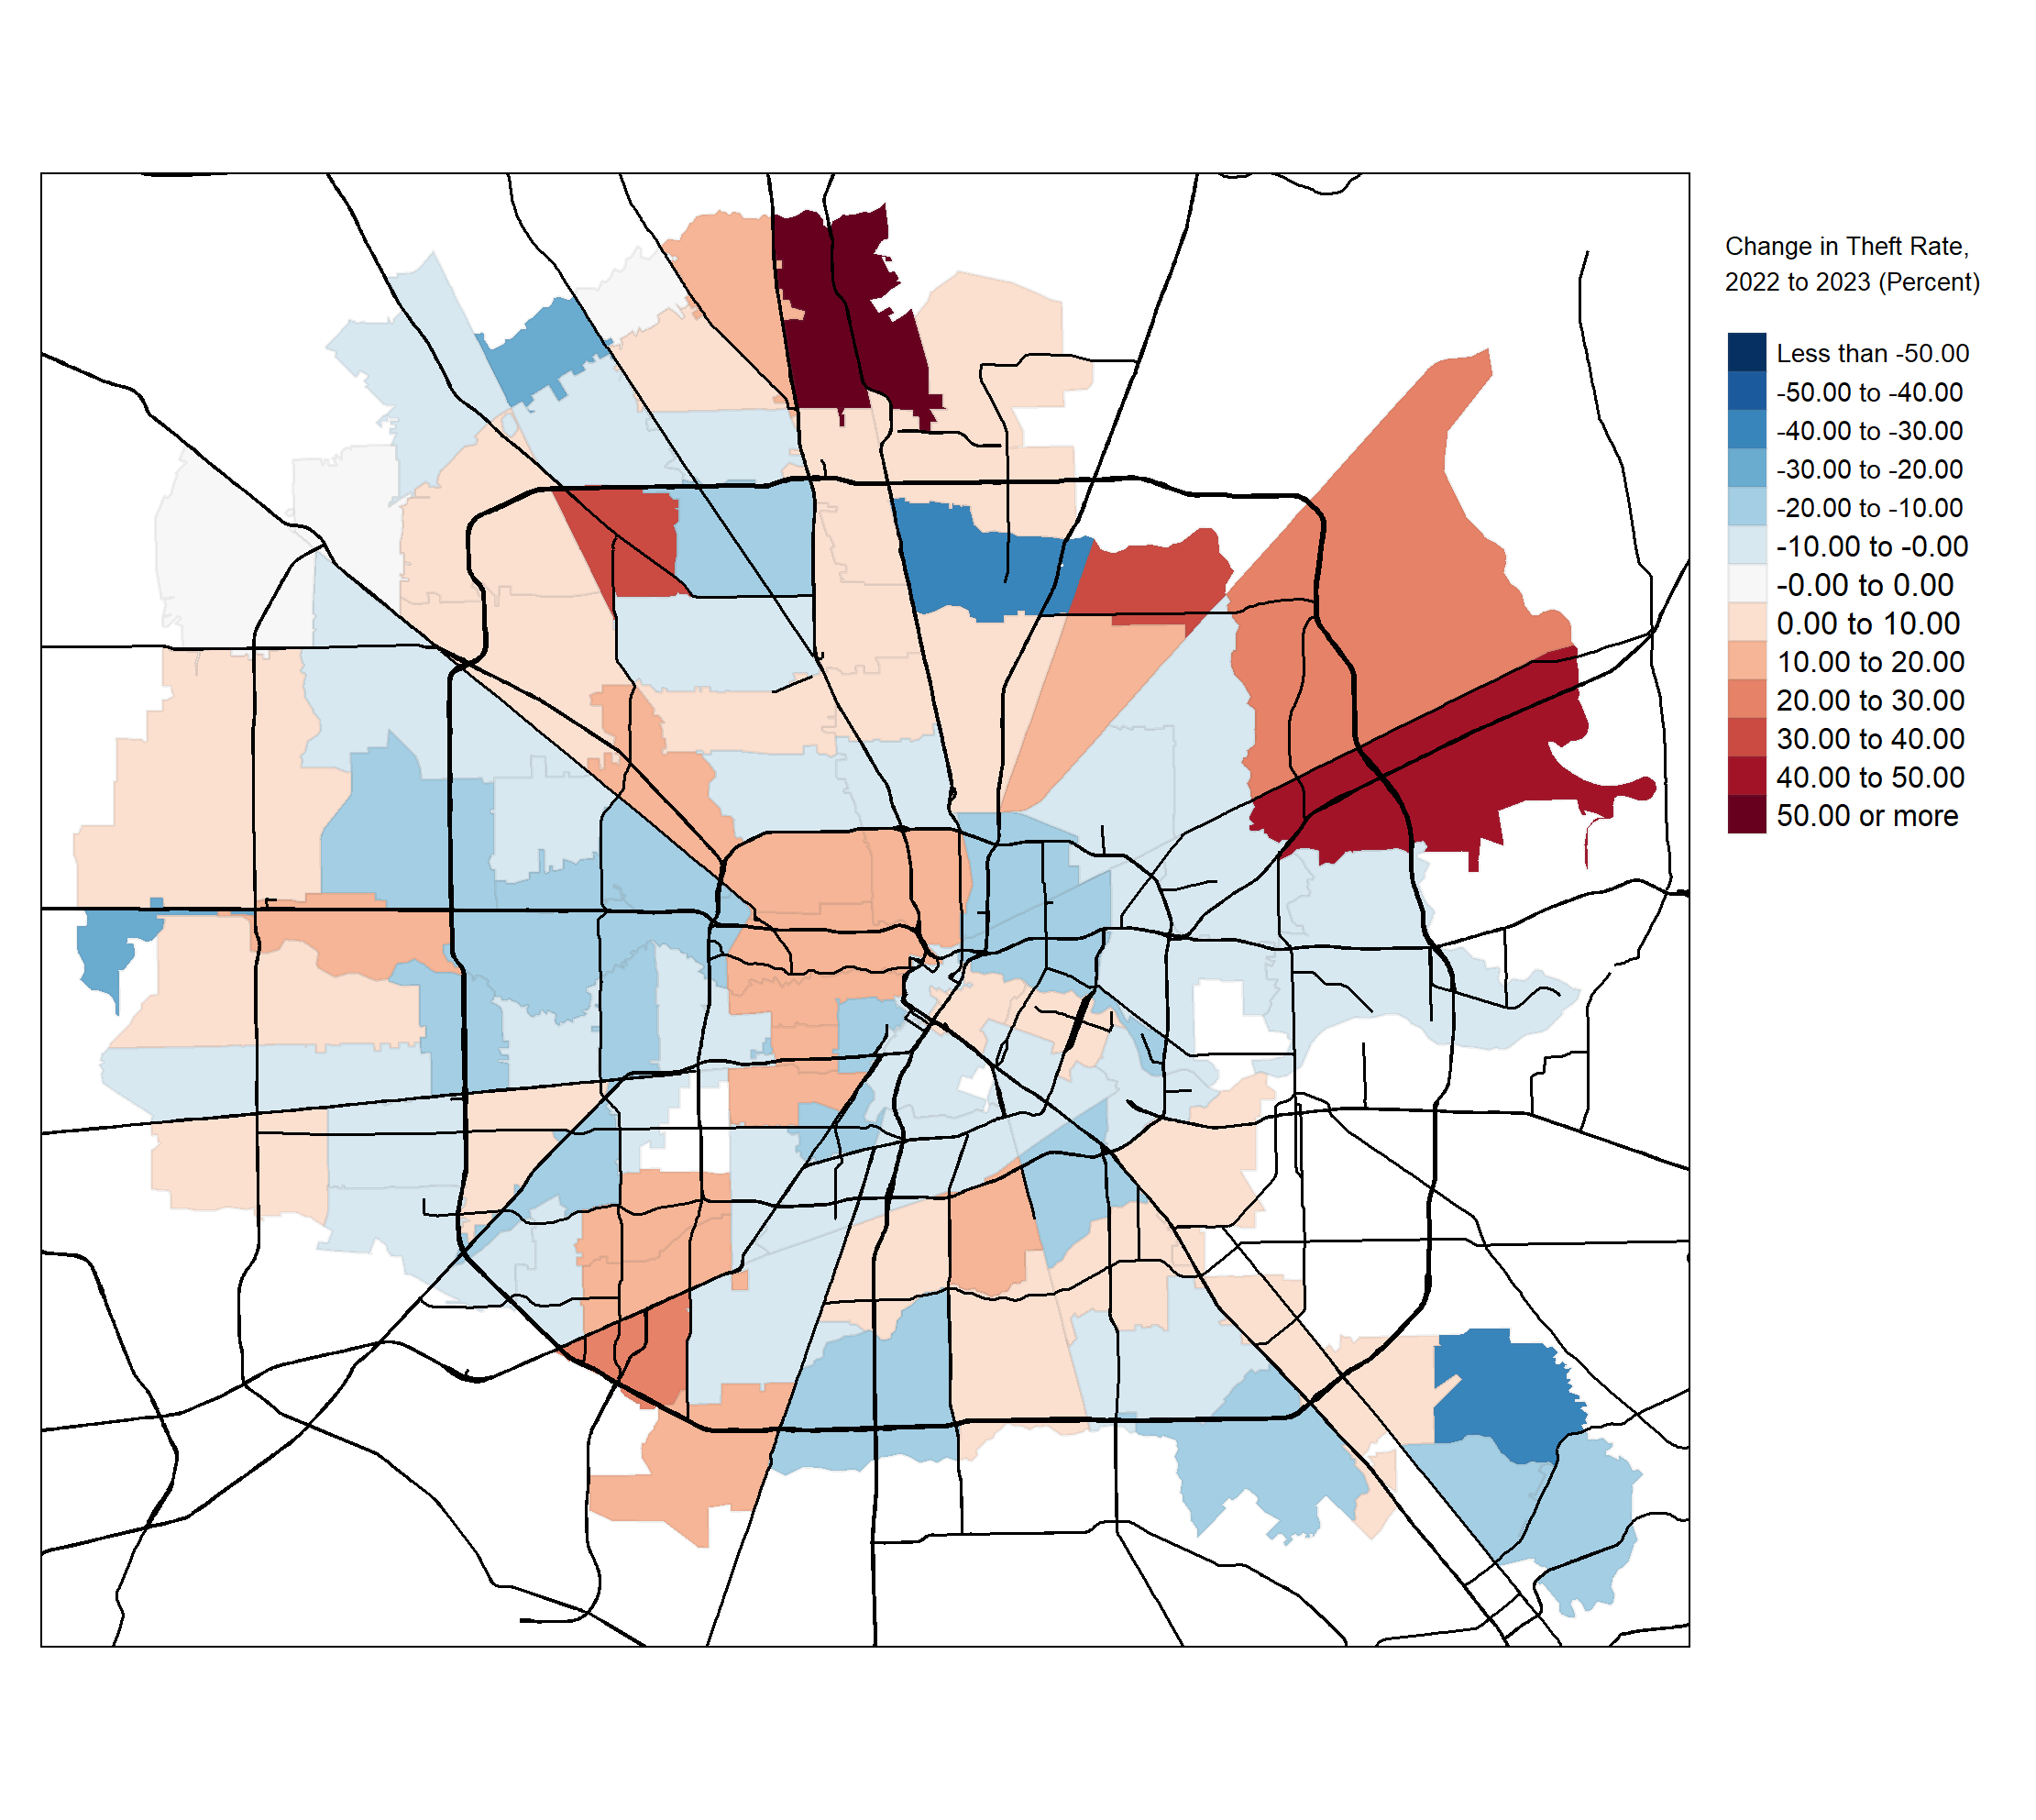 Change in Theft Rate,
2022 to 2023 (Percent)
Less than -50.00
-50.00 to -40.00
-40.00 to -30.00
-30.00 to -20.00
-20.00 to -10.00
-10.00 to -0.00
-0.00 to 0.00
0.00 to 10.00
10.00 to 20.00
20.00 to 30.00
30.00 to 40.00
40.00 to 50.00
50.00 or more